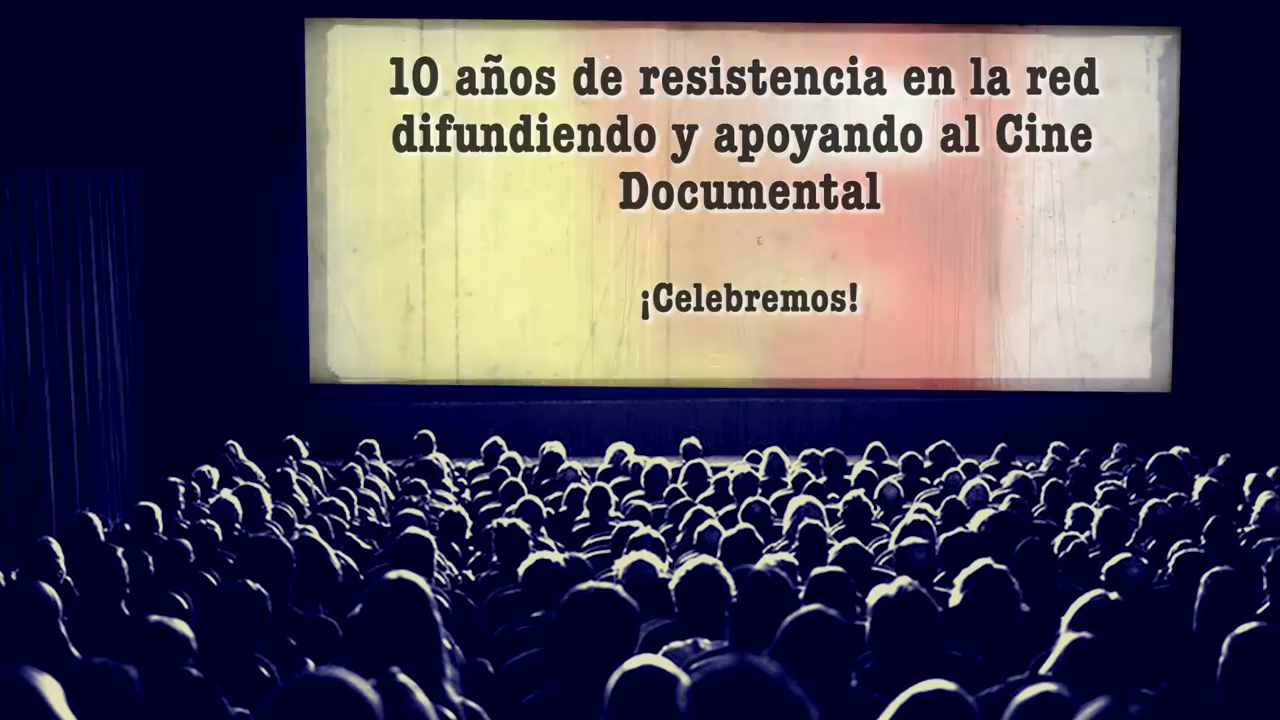 10 años de resistencia en la red
difundiendo y apoyando al Cine
Documental
¡Celebremos!